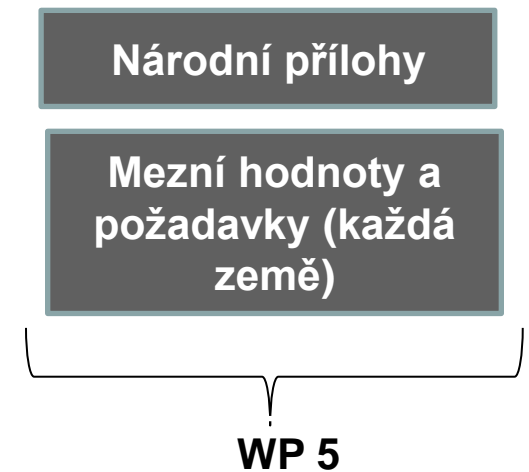 Národní přílohy
Mezní hodnoty a
požadavky (každá
země)
WP 5